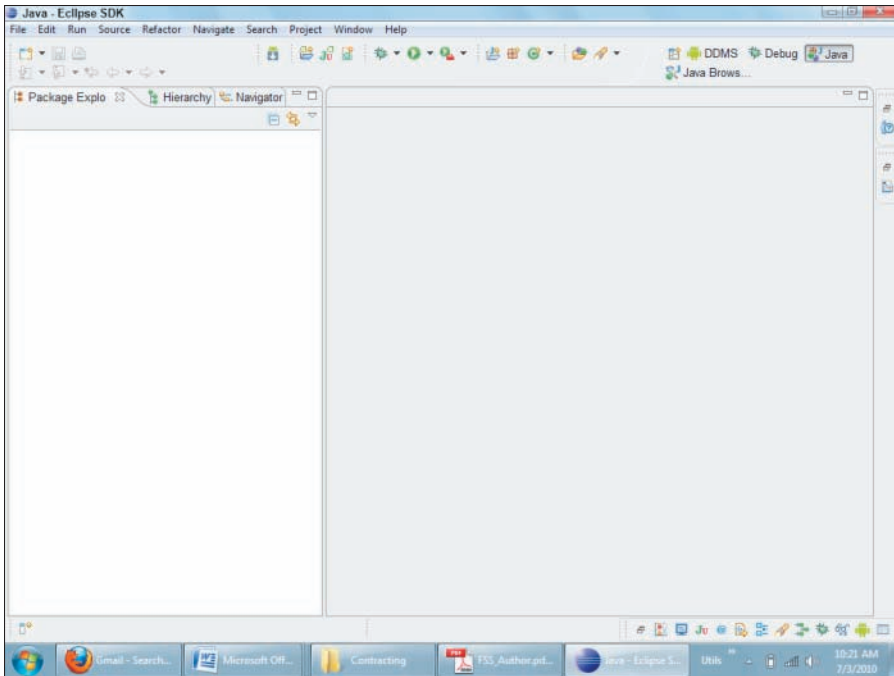 Java - Eclipse SDK
File Edit Run Source Refactor Navigate Search Project Window Help
DDMS Debug Java
Java Brows...
Package Explo Hierarchy Navigator
Gmail - Search... Microsoft Off... Contracting FSS_Author.pd... Java - Eclipse S... Utils 10:21 AM
7/3/2010